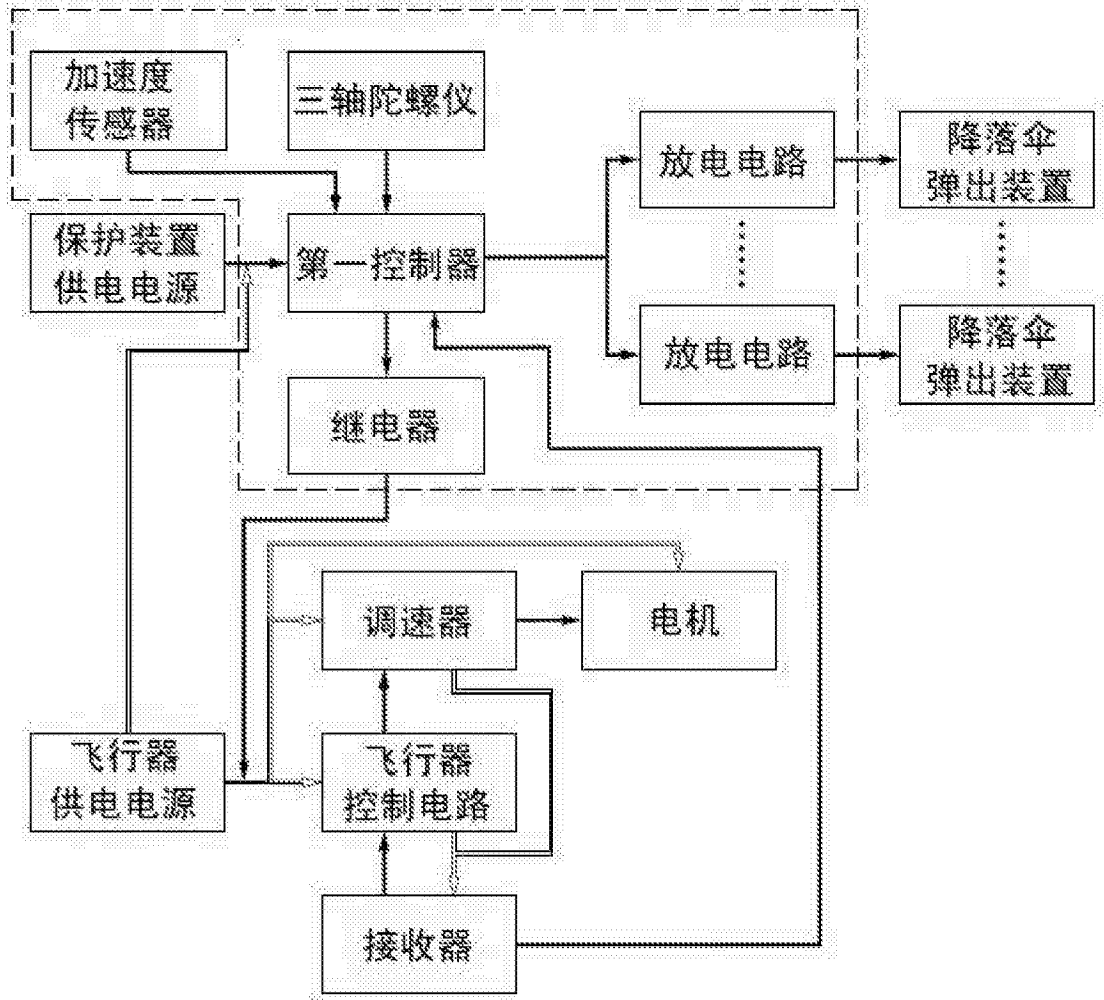 加速度
传感器
三轴陀螺仪
放电电路
降落伞
弹出装置
保护装置
供电电源
第一控制器
放电电路
降落伞
弹出装置
继电器
调速器
电机
飞行器
供电电源
飞行器
控制电路
接收器